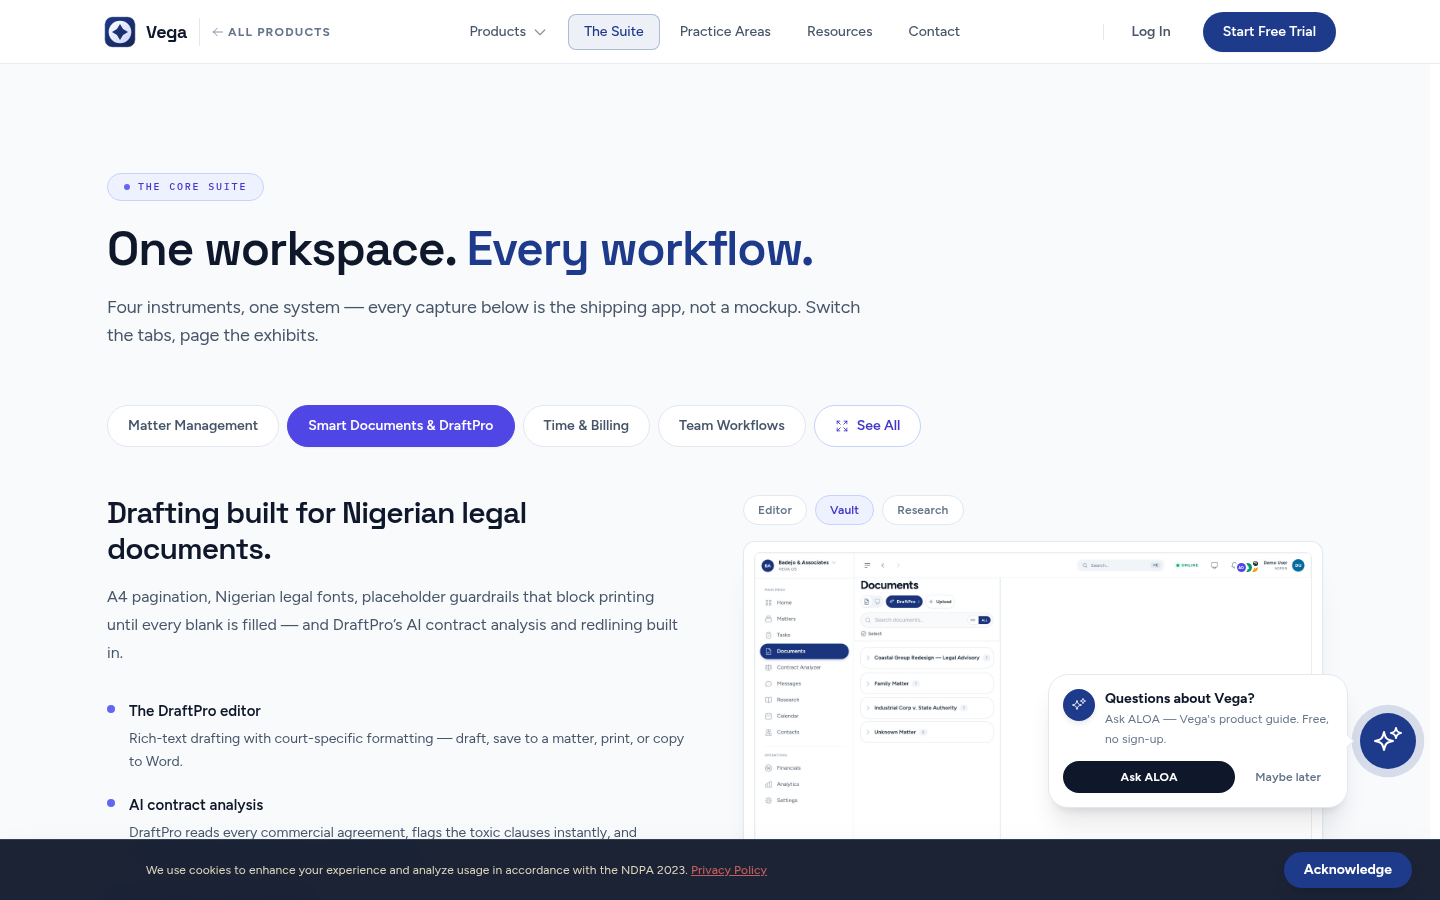 Vega
← ALL PRODUCTS
Products
The Suite
Practice Areas
Resources
Contact
Log In
Start Free Trial
THE CORE SUITE
One workspace. Every workflow.
Four instruments, one system — every capture below is the shipping app, not a mockup. Switch
the tabs, page the exhibits.
Matter Management
Smart Documents & DraftPro
Time & Billing
Team Workflows
See All
Drafting built for Nigerian legal
documents.
A4 pagination, Nigerian legal fonts, placeholder guardrails that block printing
until every blank is filled — and DraftPro’s AI contract analysis and redlining built
in.
The DraftPro editor
Rich-text drafting with court-specific formatting — draft, save to a matter, print, or copy
to Word.
AI contract analysis
DraftPro reads every commercial agreement, flags the toxic clauses instantly, and
Editor
Vault
Research
BA
Badejo & Associates
Search...
Demo User
DU
Home
Matters
Tasks
Documents
Contract Analyzer
Messages
Research
Calendar
Contacts
Financials
Analytics
Settings
Documents
DraftPro
Upload
Search documents...
ALL
Select
Coastal Group Redesign — Legal Advisory
Family Matter
Industrial Corp v. State Authority
Unknown Matter
Questions about Vega?
Ask ALOA — Vega's product guide. Free,
no sign-up.
Ask ALOA
Maybe later
We use cookies to enhance your experience and analyze usage in accordance with the NDPA 2023. Privacy Policy
Acknowledge